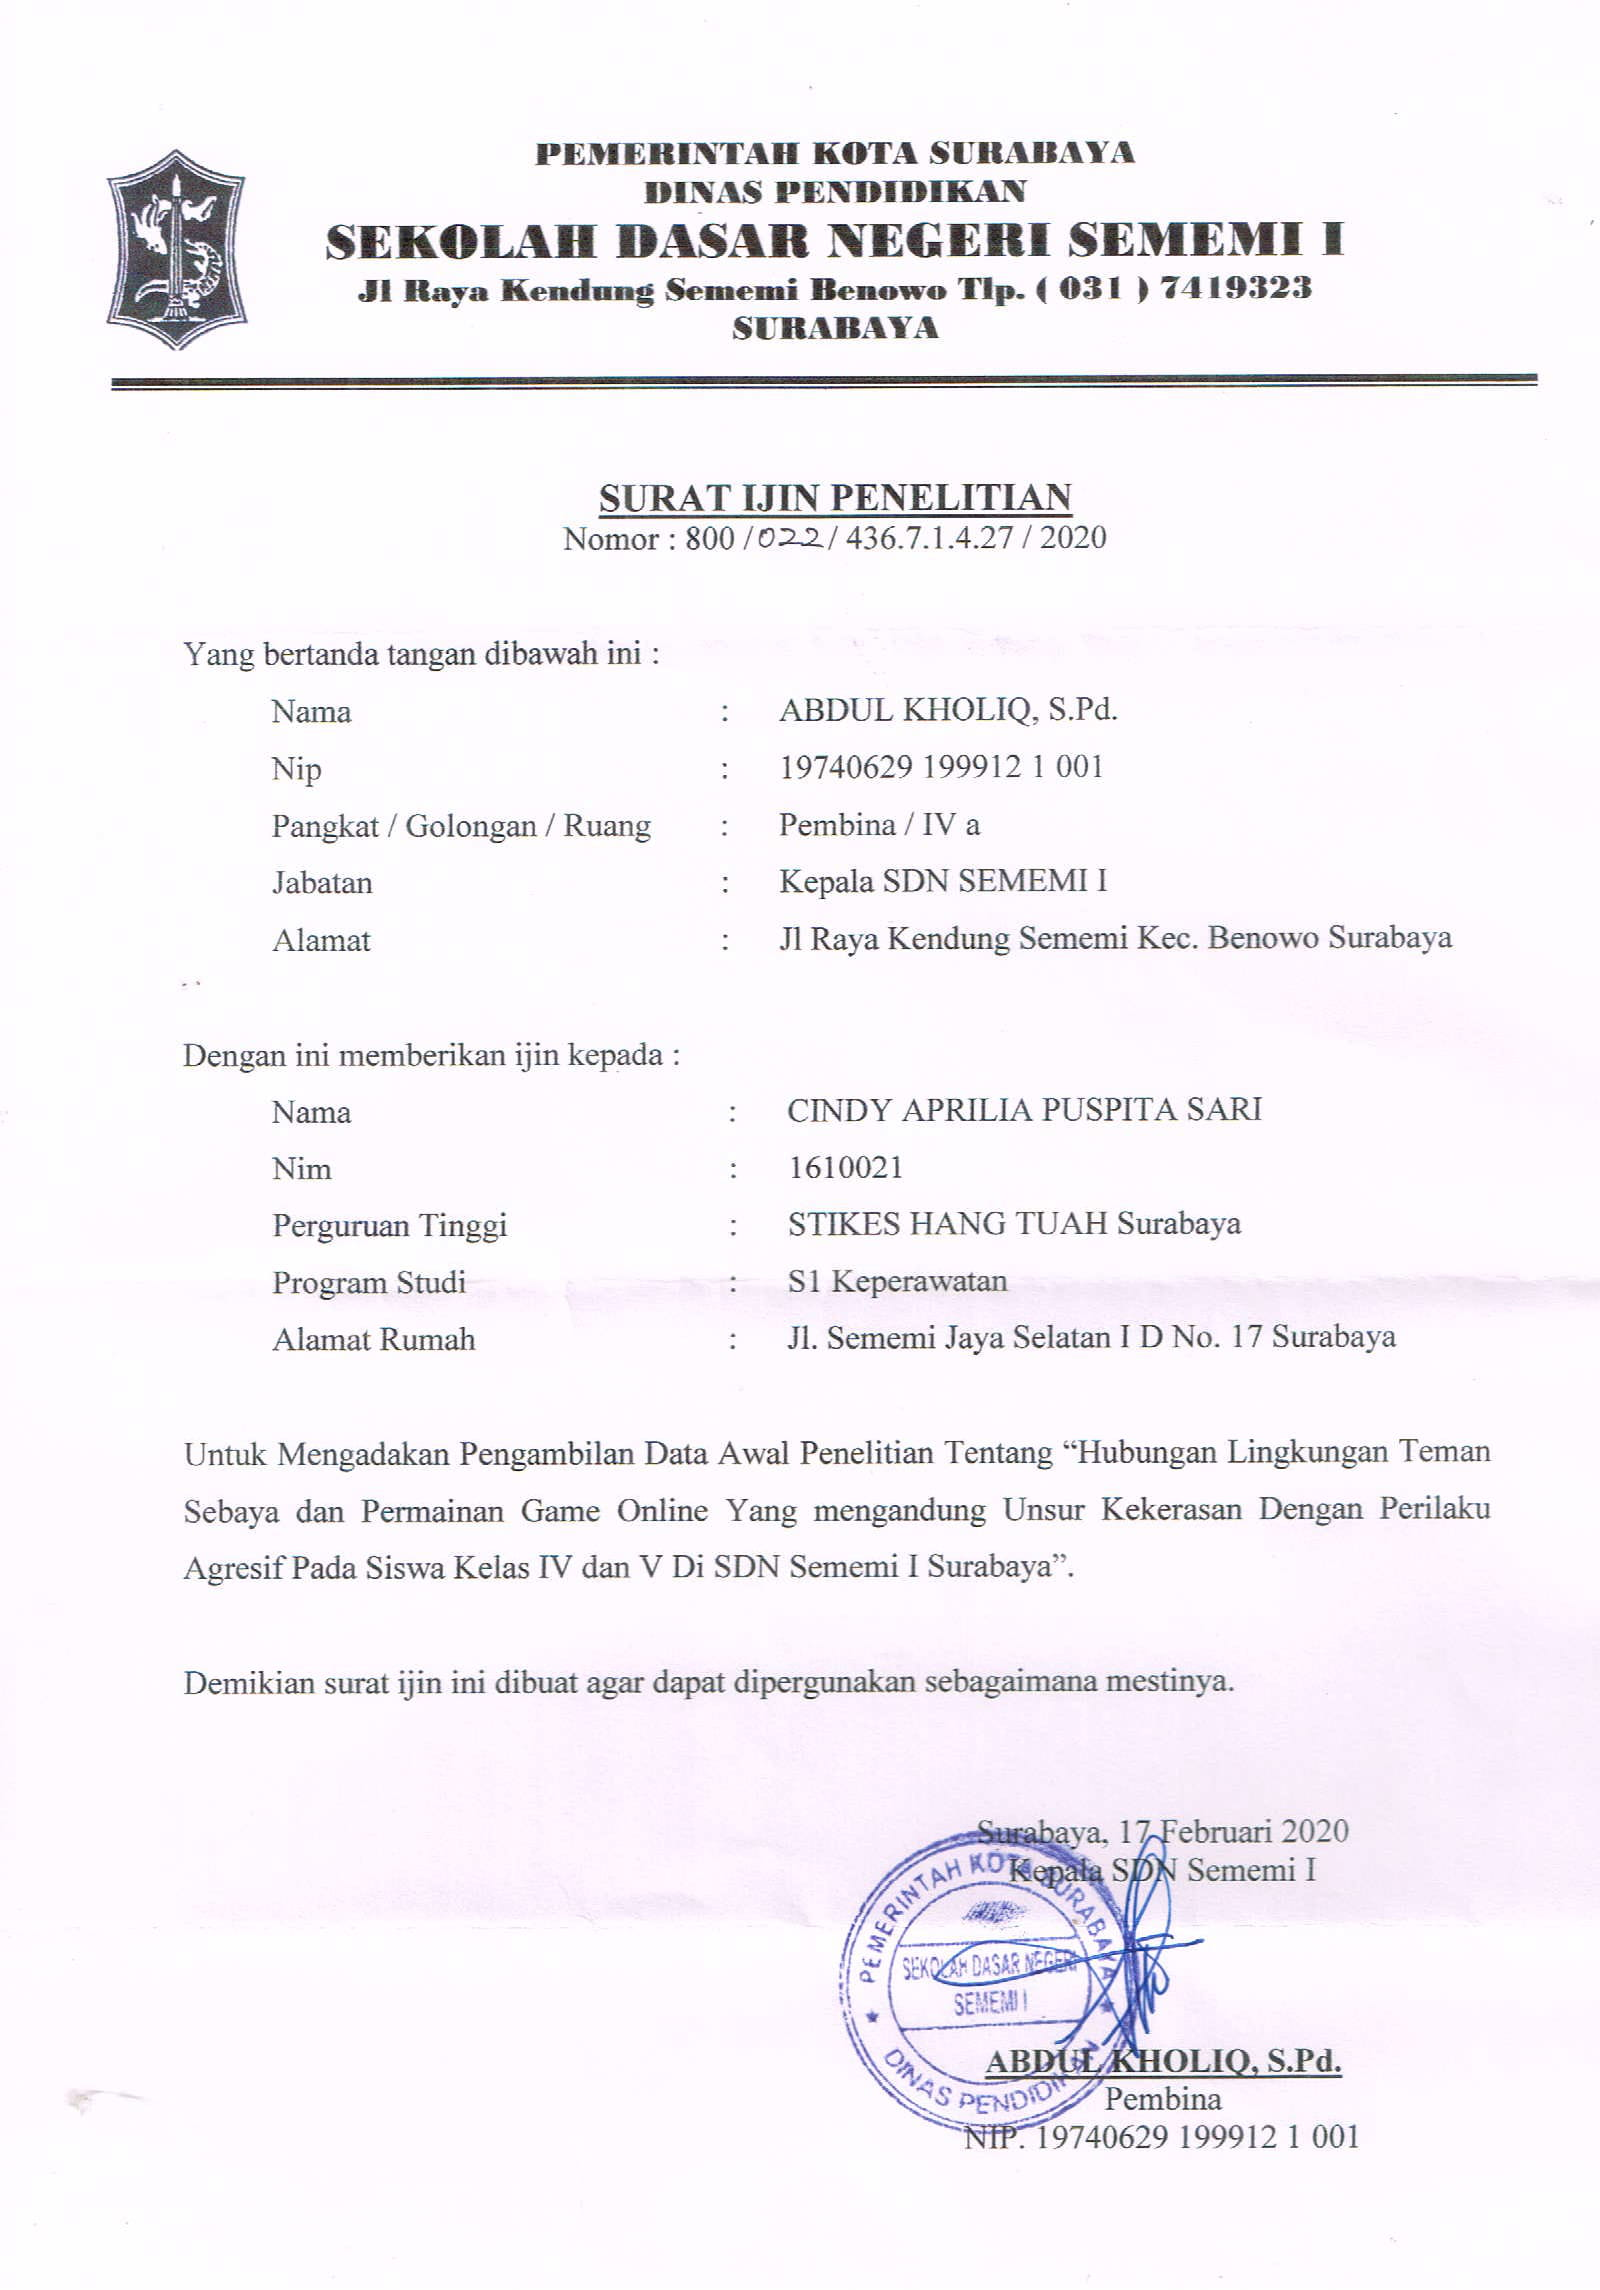 PEMERINTAH KOTA SURABAYA
DINAS PENDIDIKAN
SEKOLAH DASAR NEGERI SEMEMI I
Jl Raya Kendung Sememi Benowo Tlp. ( 031 ) 7419323
SURABAYA
SURAT IJIN PENELITIAN
Nomor : 800 /022/ 436.7.1.4.27 / 2020
Yang bertanda tangan dibawah ini :
Nama : ABDUL KHOLIQ, S.Pd.
Nip : 19740629 199912 1 001
Pangkat / Golongan / Ruang : Pembina / IV a
Jabatan : Kepala SDN SEMEMI I
Alamat : Jl Raya Kendung Sememi Kec. Benowo Surabaya
Dengan ini memberikan ijin kepada :
Nama : CINDY APRILIA PUSPITA SARI
Nim : 1610021
Perguruan Tinggi : STIKES HANG TUAH Surabaya
Program Studi : S1 Keperawatan
Alamat Rumah : Jl. Sememi Jaya Selatan I D No. 17 Surabaya
Untuk Mengadakan Pengambilan Data Awal Penelitian Tentang “Hubungan Lingkungan Teman
Sebaya dan Permainan Game Online Yang mengandung Unsur Kekerasan Dengan Perilaku
Agresif Pada Siswa Kelas IV dan V Di SDN Sememi I Surabaya”.
Demikian surat ijin ini dibuat agar dapat dipergunakan sebagaimana mestinya.
Surabaya, 17 Februari 2020
Kepala SDN Sememi I
PEMERINTAH KOTA SURABAYA
SEKOLAH DASAR NEGERI
SEMEMI I
DINAS PENDIDIKAN
ABDUL KHOLIQ, S.Pd.
Pembina
NIP. 19740629 199912 1 001